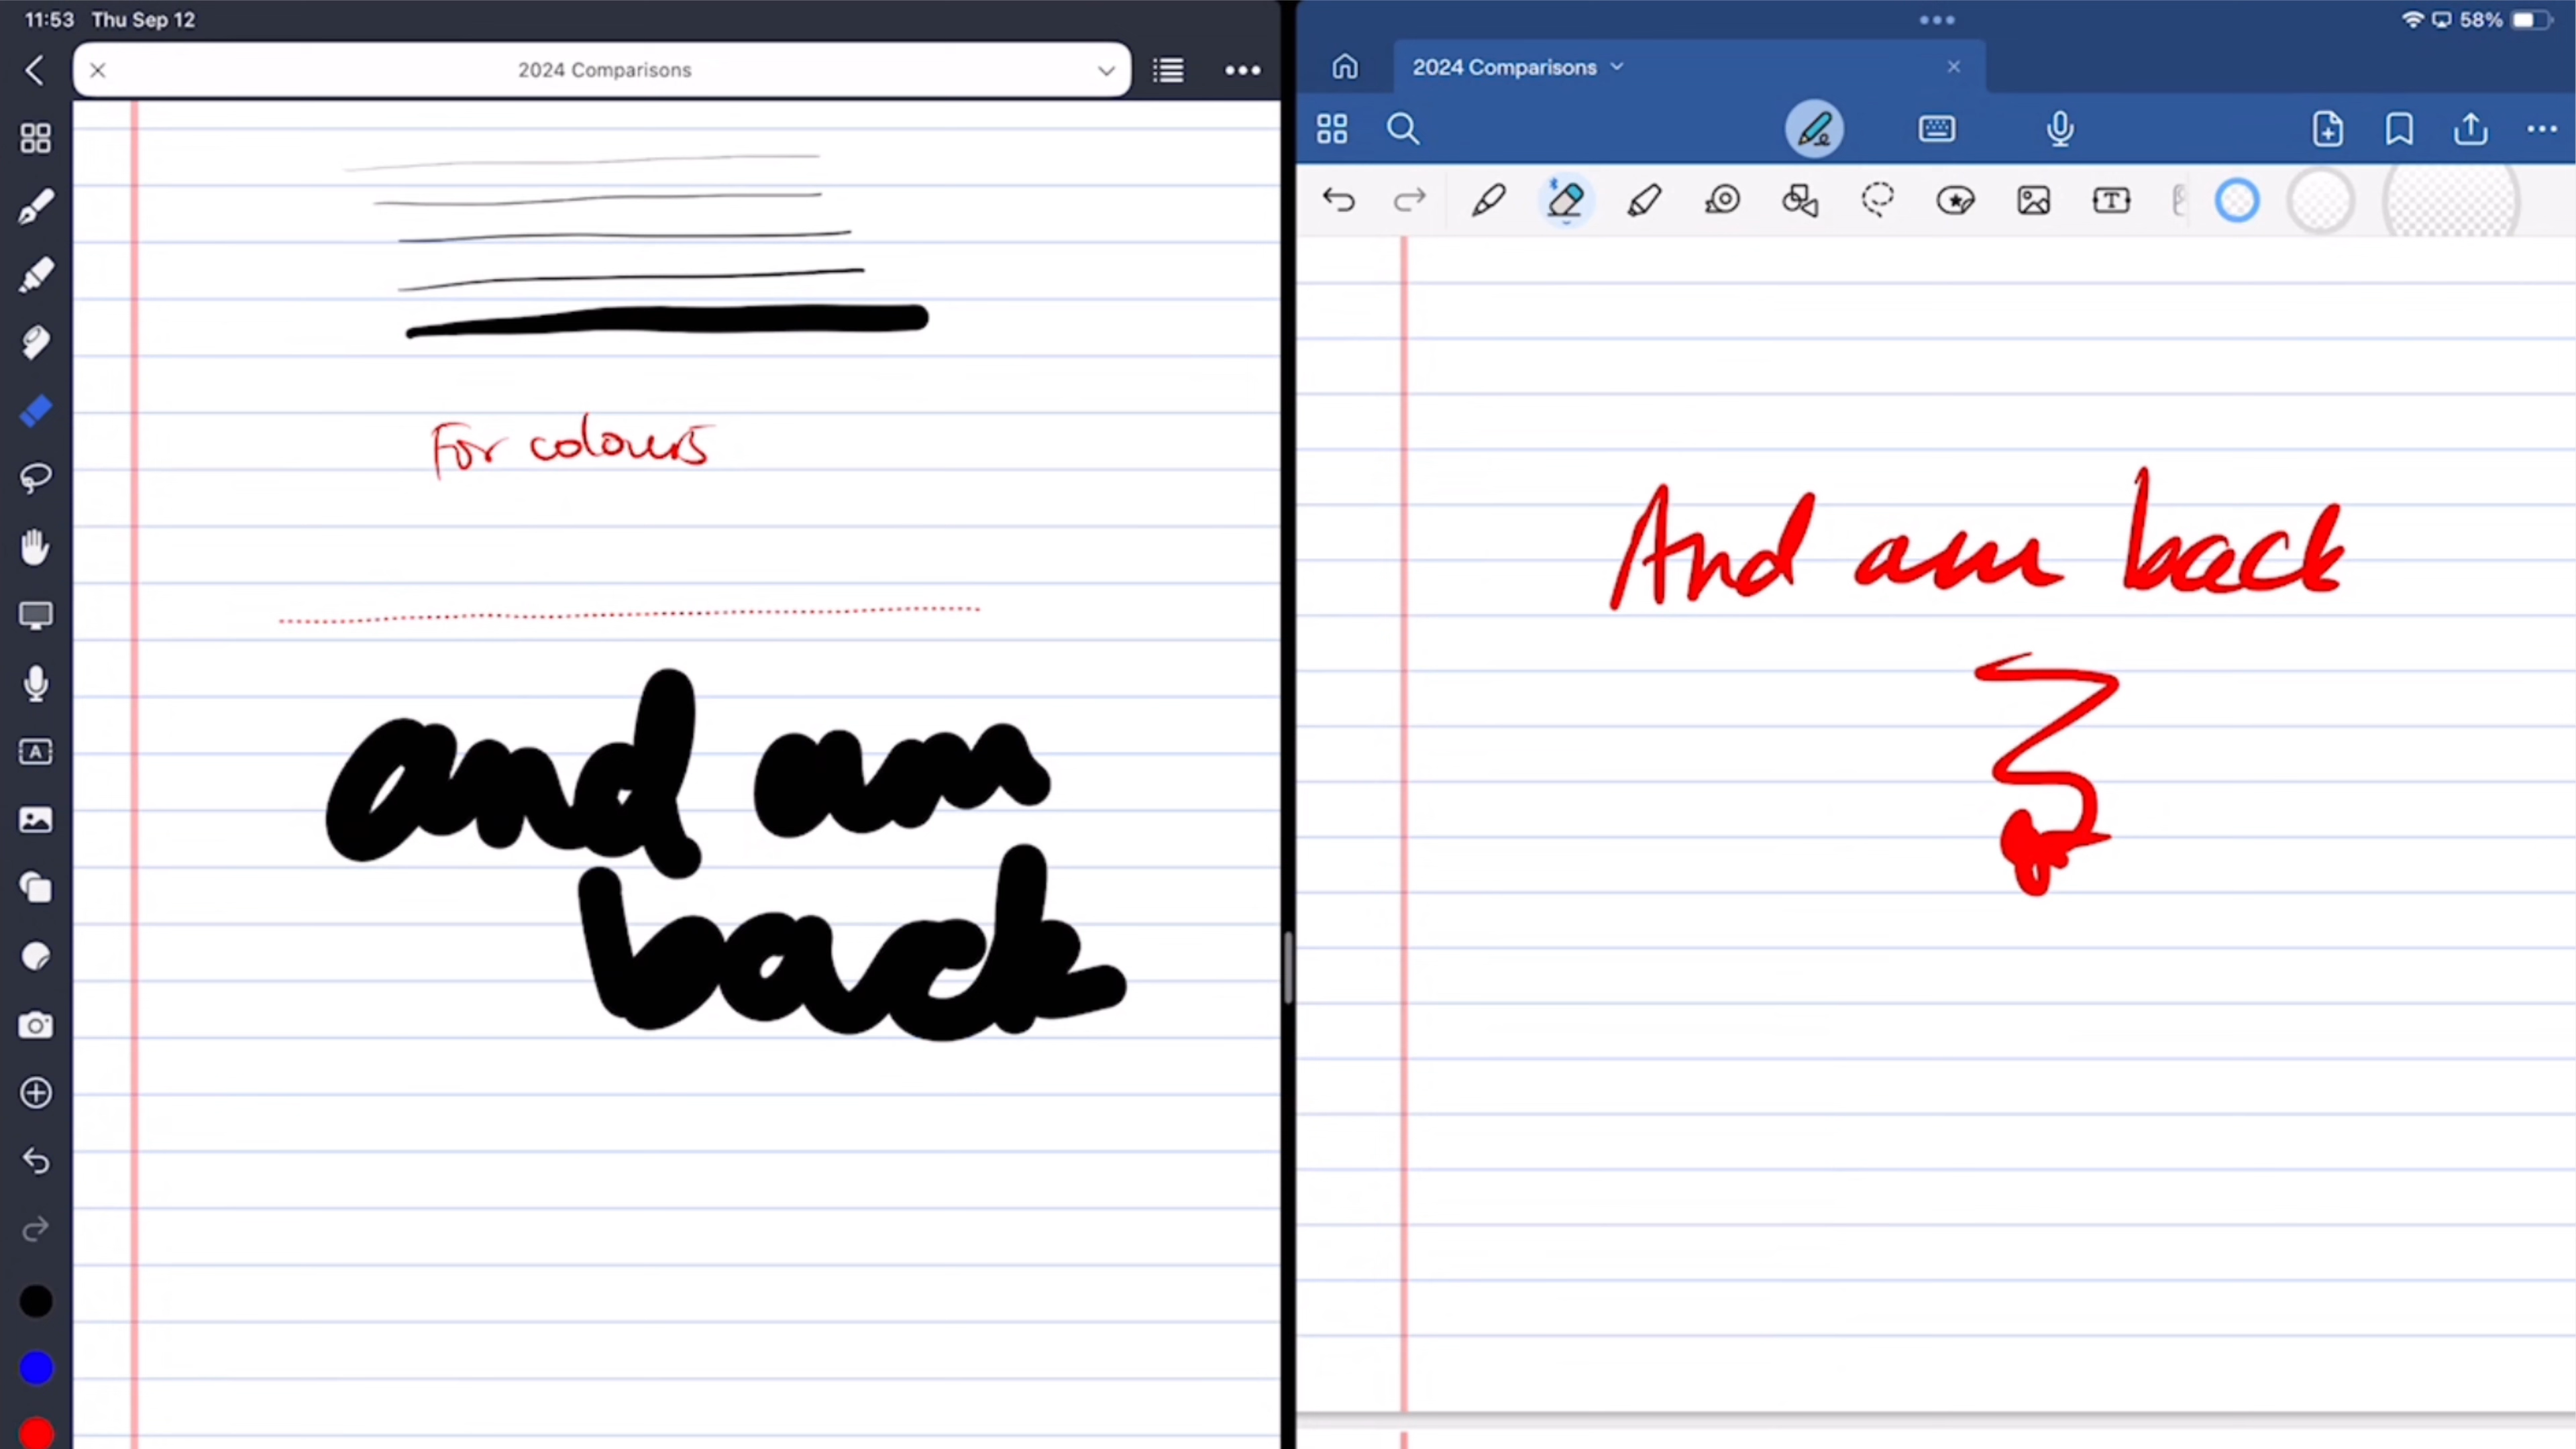 11:53 Thu Sep 12
58%
2024 Comparisons
2024 Comparisons
For colours
and am
back
And am back